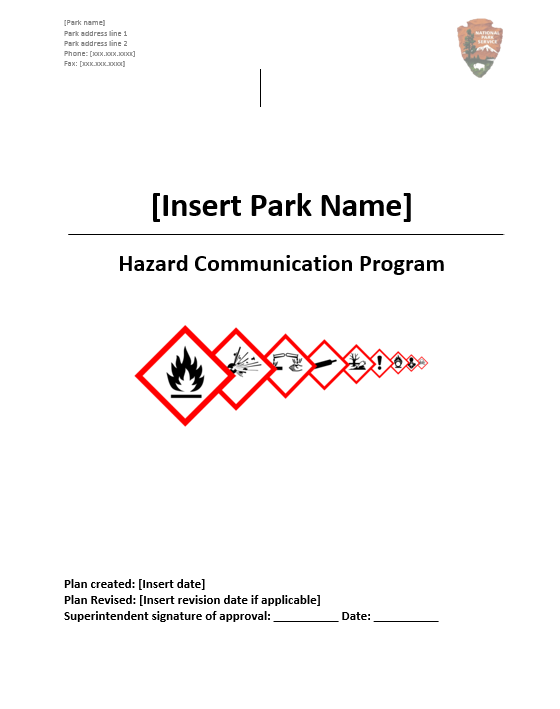 [Park name]
Park address line 1
Park address line 2
Phone: [xxx.xxx.xxxx]
Fax: [xxx.xxx.xxxx]
NATIONAL
PARK
SERVICE
[Insert Park Name]
Hazard Communication Program
Plan created: [Insert date]
Plan Revised: [Insert revision date if applicable]
Superintendent signature of approval: __________ Date: __________